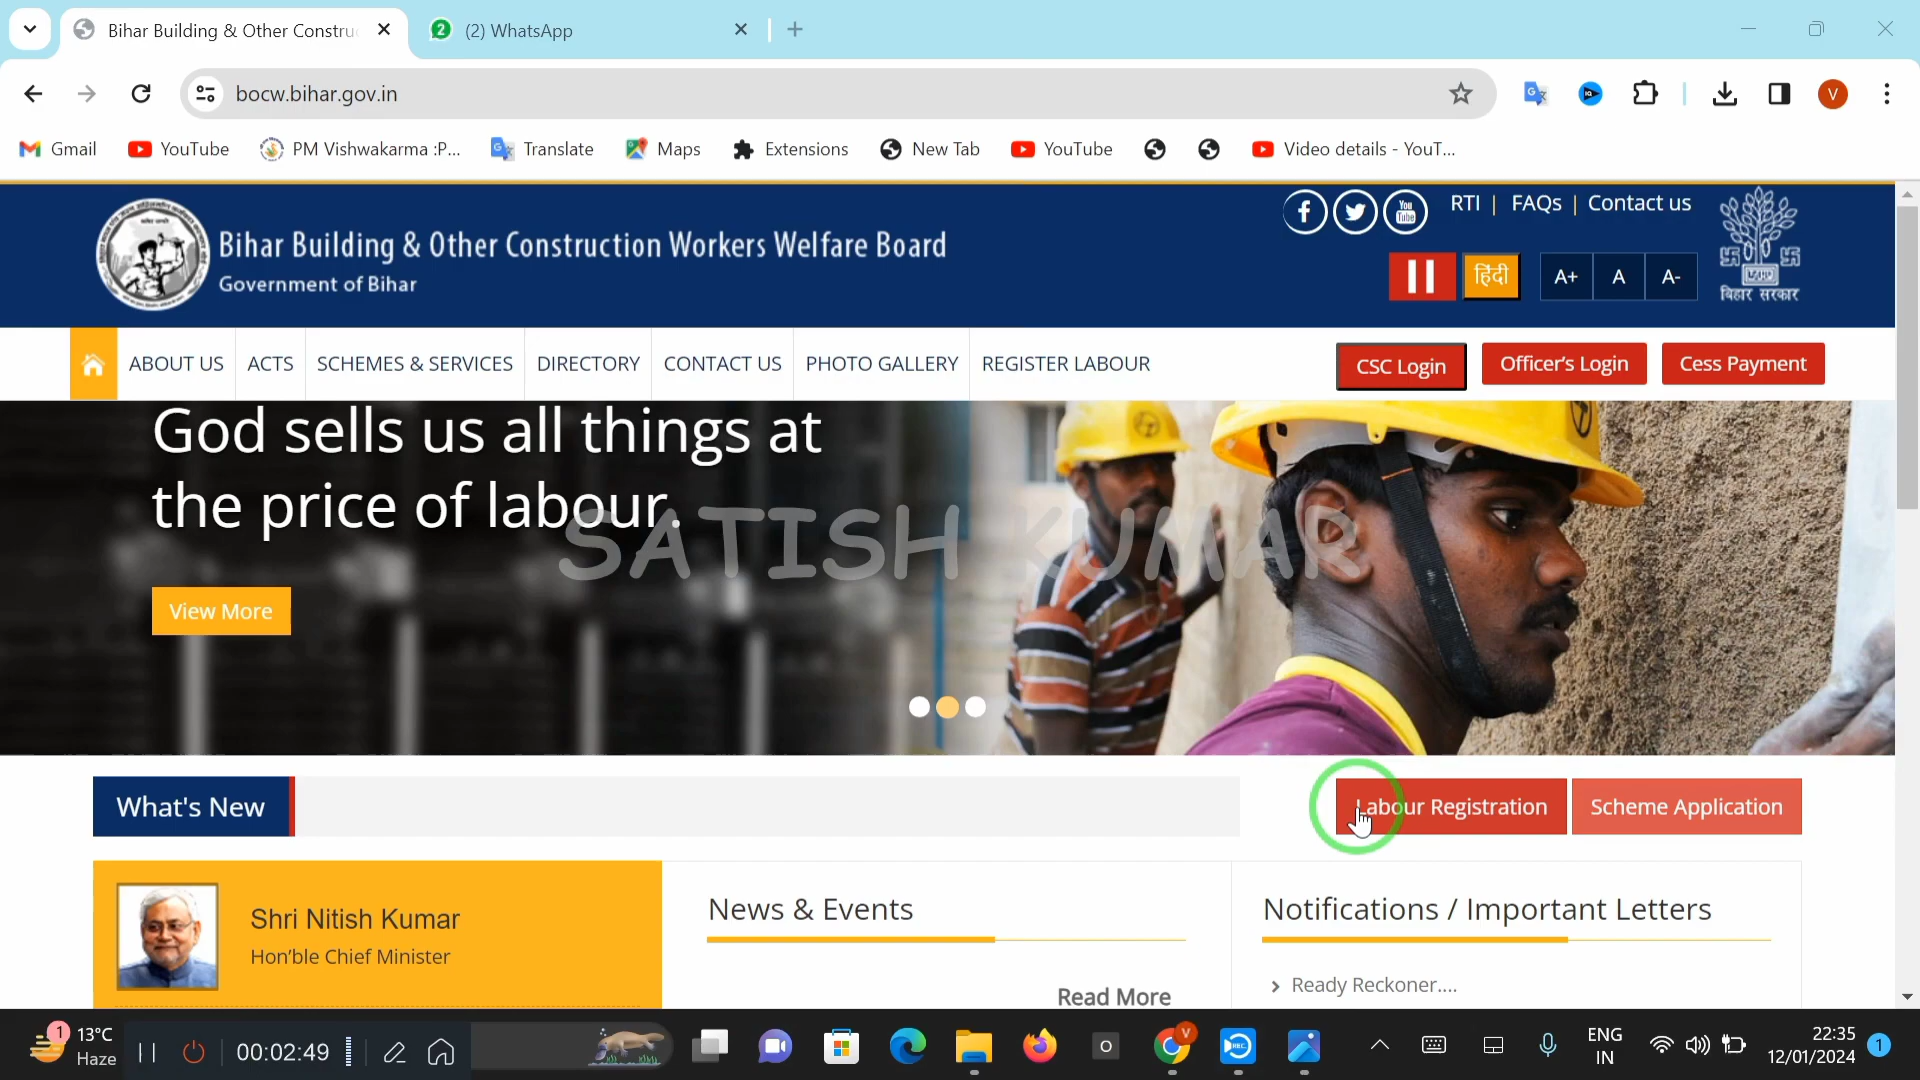 Bihar Building & Other Constru
(2) WhatsApp
bocw.bihar.gov.in
Gmail
YouTube
PM Vishwakarma :P...
Translate
Maps
Extensions
New Tab
YouTube
Video details - YouT...
Bihar Building & Other Construction Workers Welfare Board
Government of Bihar
RTI | FAQs | Contact us
हिंदी
A+ A A-
बिहार सरकार
ABOUT US
ACTS
SCHEMES & SERVICES
DIRECTORY
CONTACT US
PHOTO GALLERY
REGISTER LABOUR
CSC Login
Officer's Login
Cess Payment
God sells us all things at
the price of labour.
SATISH KUMAR
View More
What's New
Labour Registration
Scheme Application
Shri Nitish Kumar
Hon'ble Chief Minister
News & Events
Read More
Notifications / Important Letters
Ready Reckoner....
1
13°C
Haze
00:02:49
REC
ENG
IN
22:35
12/01/2024
1